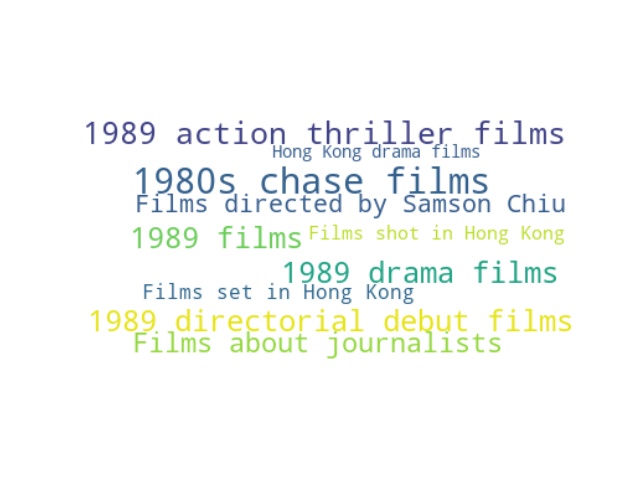 1989 action thriller films
Hong Kong drama films
1980s chase films
Films directed by Samson Chiu
1989 films
Films shot in Hong Kong
1989 drama films
Films set in Hong Kong
1989 directorial debut films
Films about journalists